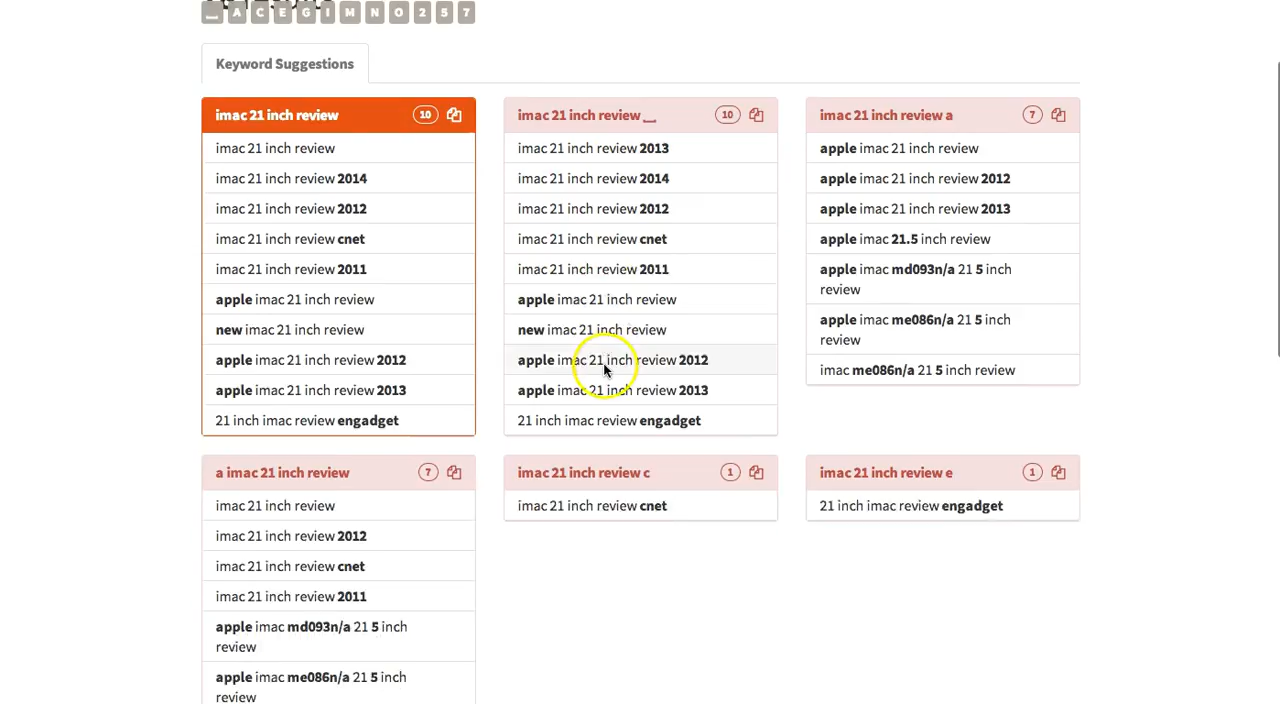 _ A C E G I M N O 2 5 7
Keyword Suggestions
imac 21 inch review 10
imac 21 inch review
imac 21 inch review 2014
imac 21 inch review 2012
imac 21 inch review cnet
imac 21 inch review 2011
apple imac 21 inch review
new imac 21 inch review
apple imac 21 inch review 2012
apple imac 21 inch review 2013
21 inch imac review engadget
imac 21 inch review _ 10
imac 21 inch review 2013
imac 21 inch review 2014
imac 21 inch review 2012
imac 21 inch review cnet
imac 21 inch review 2011
apple imac 21 inch review
new imac 21 inch review
apple imac 21 inch review 2012
apple imac 21 inch review 2013
21 inch imac review engadget
imac 21 inch review a 7
apple imac 21 inch review
apple imac 21 inch review 2012
apple imac 21 inch review 2013
apple imac 21.5 inch review
apple imac md093n/a 21 5 inch
review
apple imac me086n/a 21 5 inch
review
imac me086n/a 21 5 inch review
a imac 21 inch review 7
imac 21 inch review
imac 21 inch review 2012
imac 21 inch review cnet
imac 21 inch review 2011
apple imac md093n/a 21 5 inch
review
apple imac me086n/a 21 5 inch
review
imac 21 inch review c 1
imac 21 inch review cnet
imac 21 inch review e 1
21 inch imac review engadget